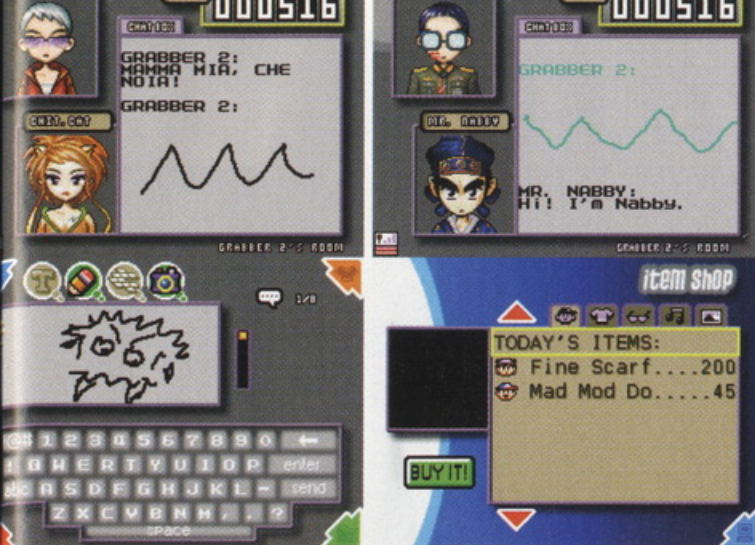 000516
CHAT BOX
GRABBER 2:
MAMMA MIA, CHE
NOIA!
GRABBER 2:
CHIT.CAT
GRABBER 2'S ROOM
000516
CHAT BOX
GRABBER 2:
MR. NABBY
MR. NABBY:
Hi! I'm Nabby.
GRABBER 2'S ROOM
T
1/8
@# 1 2 3 4 5 6 7 8 9 0 ←
! Q W E R T Y U I O P enter
abc A S D F G H J K L ~ send
Z X C V B N M , . ?
space
item shop
TODAY'S ITEMS:
Fine Scarf....200
Mad Mod Do.....45
BUY IT!